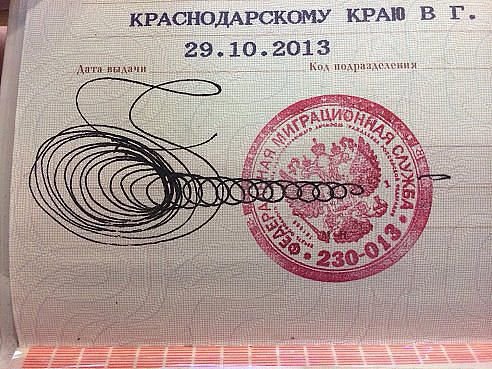 КРАСНОДАРСКОМУ КРАЮ В Г.
29.10.2013
Дата выдачи Код подразделения
ФЕДЕРАЛЬНАЯ МИГРАЦИОННАЯ СЛУЖБА
230-013